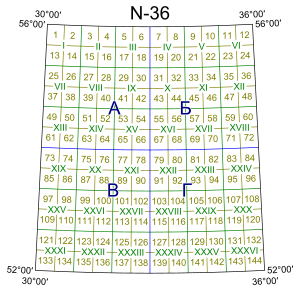 N-36
30°00' 36°00'
56°00' 56°00'
1 2 3 4 5 6 7 8 9 10 11 12
I II III IV V VI
13 14 15 16 17 18 19 20 21 22 23 24
25 26 27 28 29 30 31 32 33 34 35 36
VII VIII IX X XI XII
37 38 39 40 41 42 43 44 45 46 47 48
А Б
49 50 51 52 53 54 55 56 57 58 59 60
XIII XIV XV XVI XVII XVIII
61 62 63 64 65 66 67 68 69 70 71 72
73 74 75 76 77 78 79 80 81 82 83 84
XIX XX XXI XXII XXIII XXIV
85 86 87 88 89 90 91 92 93 94 95 96
В Г
97 98 99 100 101 102 103 104 105 106 107 108
XXV XXVI XXVII XXVIII XXIX XXX
109 110 111 112 113 114 115 116 117 118 119 120
121 122 123 124 125 126 127 128 129 130 131 132
XXXI XXXII XXXIII XXXIV XXXV XXXVI
133 134 135 136 137 138 139 140 141 142 143 144
52°00' 52°00'
30°00' 36°00'